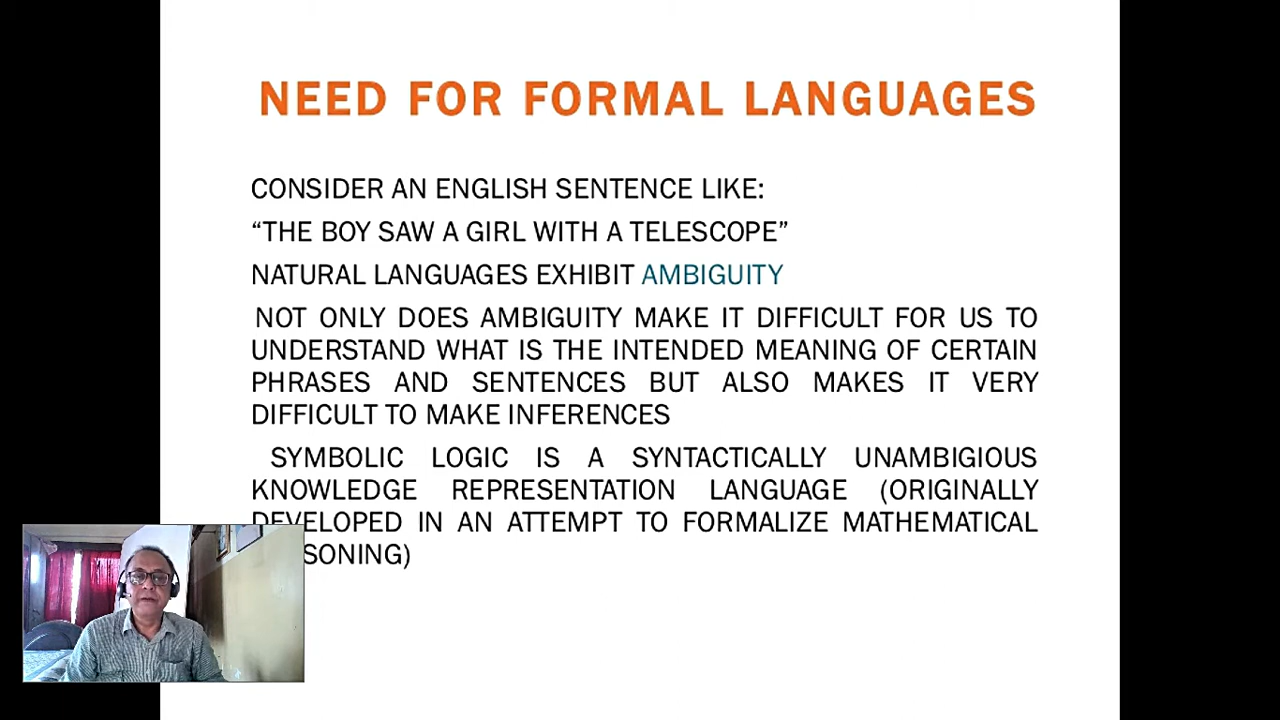 NEED FOR FORMAL LANGUAGES
CONSIDER AN ENGLISH SENTENCE LIKE:
“THE BOY SAW A GIRL WITH A TELESCOPE”
NATURAL LANGUAGES EXHIBIT AMBIGUITY
NOT ONLY DOES AMBIGUITY MAKE IT DIFFICULT FOR US TO
UNDERSTAND WHAT IS THE INTENDED MEANING OF CERTAIN
PHRASES AND SENTENCES BUT ALSO MAKES IT VERY
DIFFICULT TO MAKE INFERENCES
SYMBOLIC LOGIC IS A SYNTACTICALLY UNAMBIGIOUS
KNOWLEDGE REPRESENTATION LANGUAGE (ORIGINALLY
DEVELOPED IN AN ATTEMPT TO FORMALIZE MATHEMATICAL
SONING)